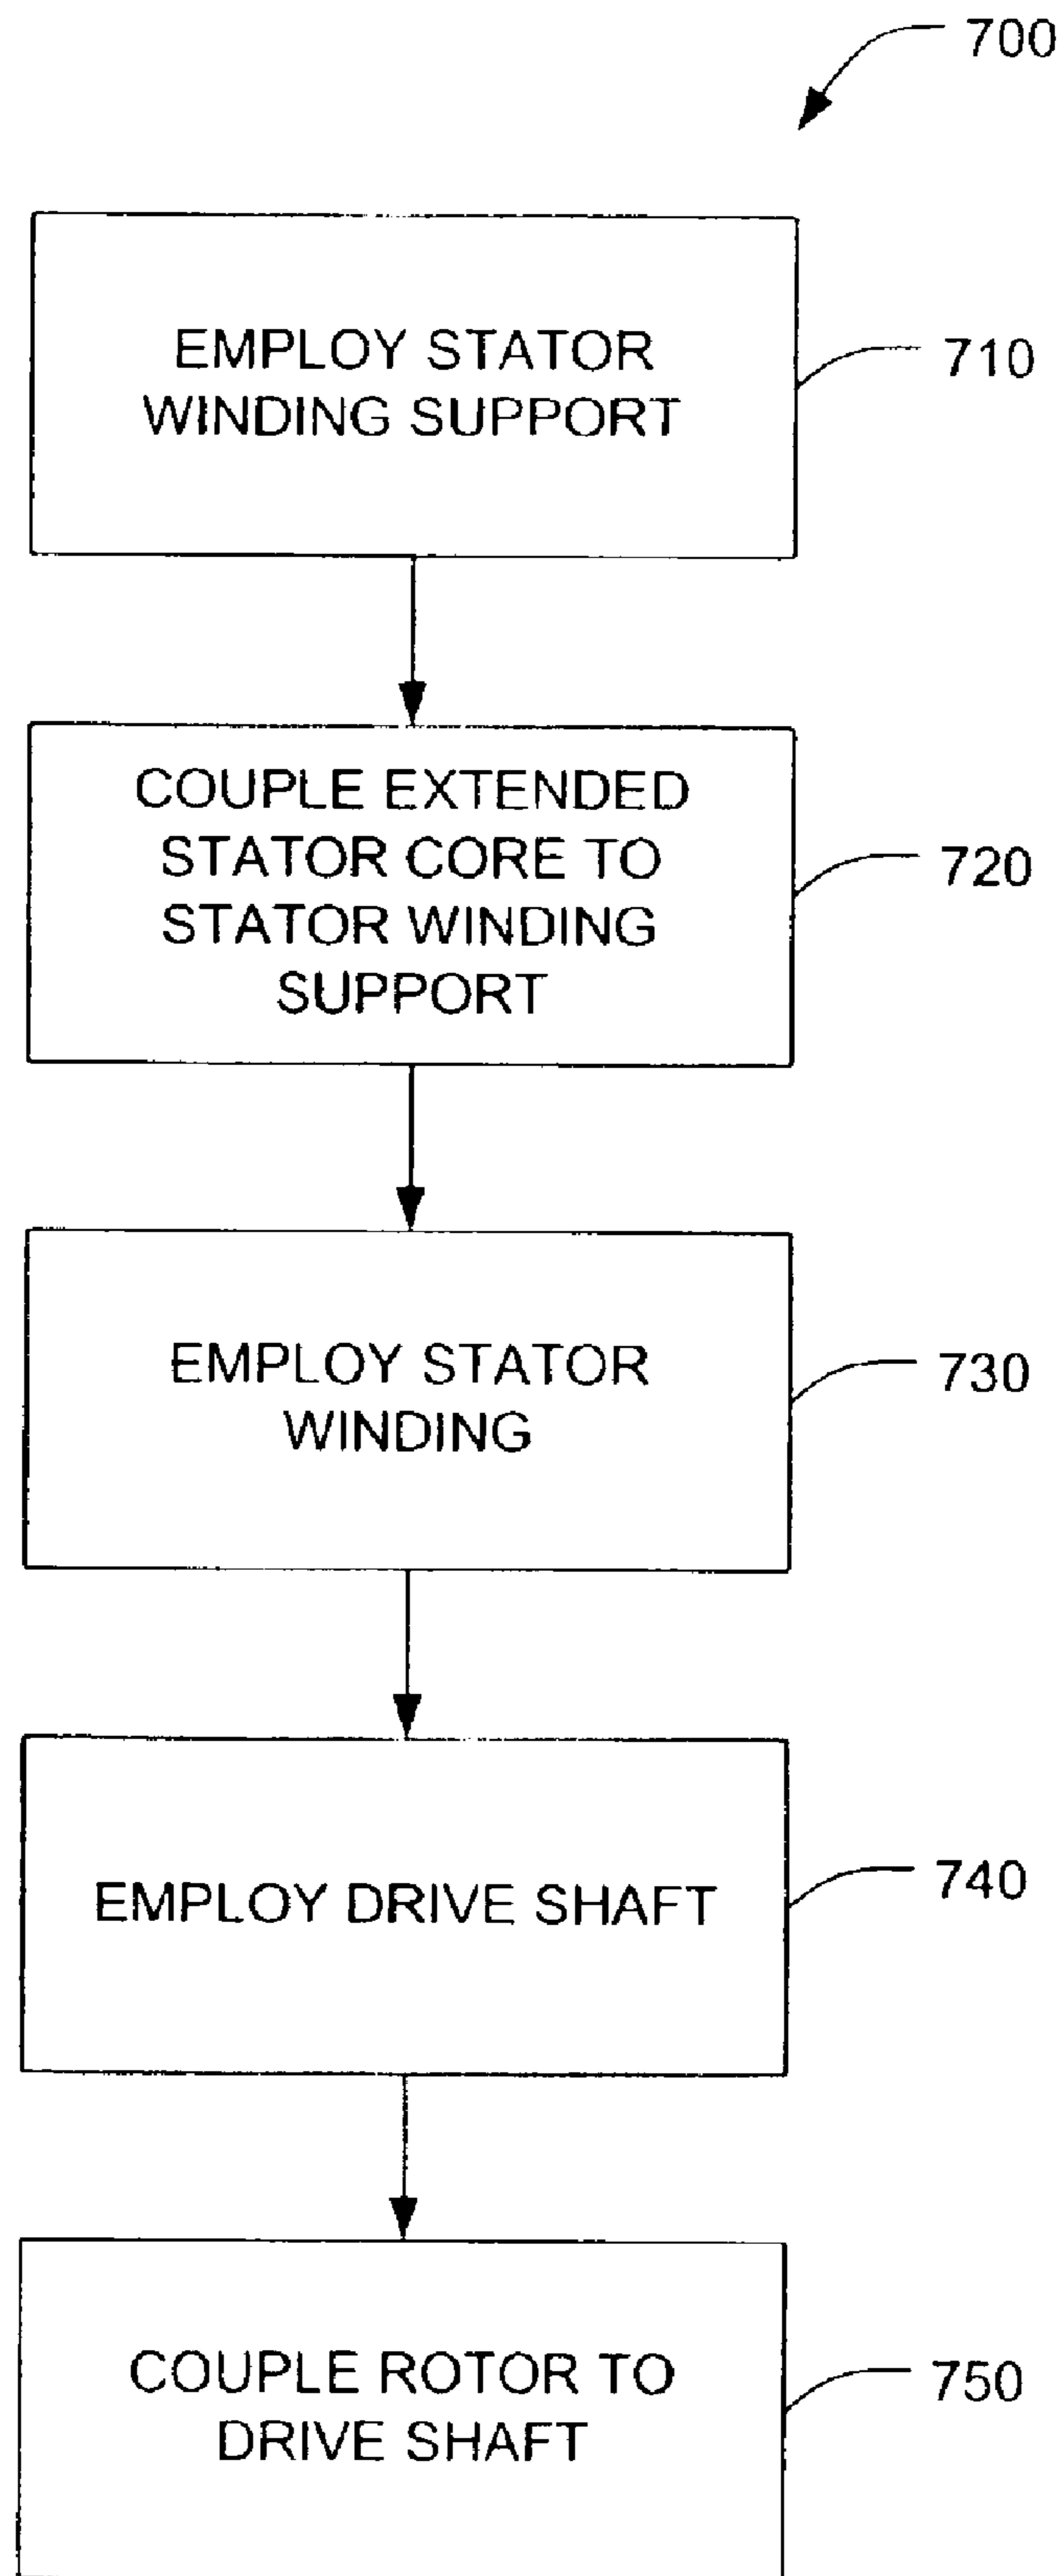 700
EMPLOY STATOR
WINDING SUPPORT
710
COUPLE EXTENDED
STATOR CORE TO
STATOR WINDING
SUPPORT
720
EMPLOY STATOR
WINDING
730
EMPLOY DRIVE SHAFT
740
COUPLE ROTOR TO
DRIVE SHAFT
750